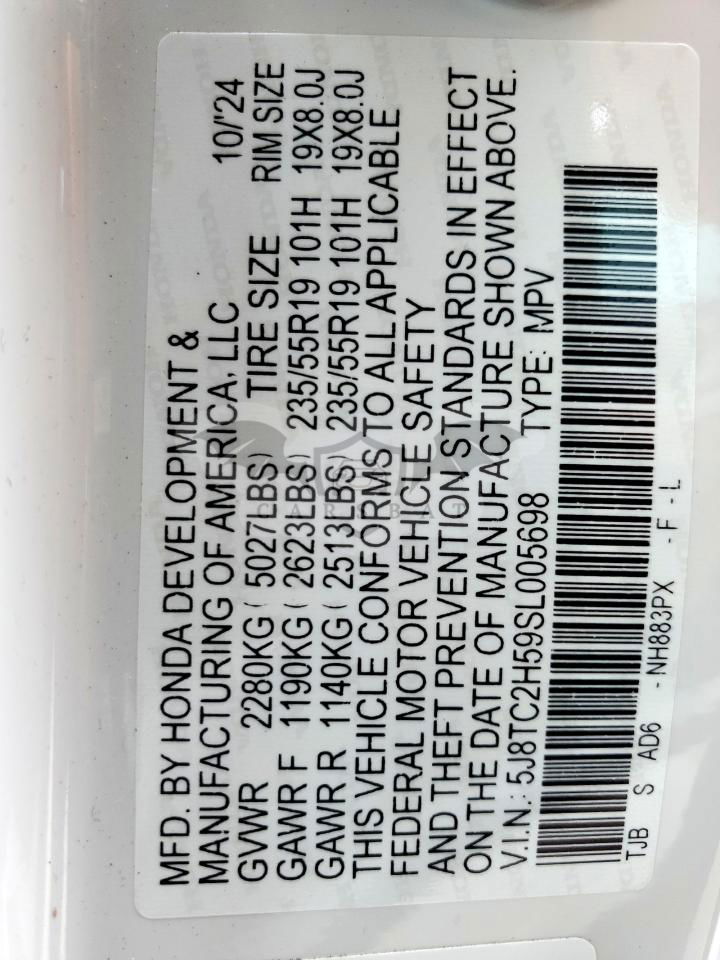 MFD. BY HONDA DEVELOPMENT &
MANUFACTURING OF AMERICA, LLC 10/'24
GVWR 2280KG ( 5027LBS) TIRE SIZE RIM SIZE
GAWR F 1190KG ( 2623LBS) 235/55R19 101H 19X8.0J
GAWR R 1140KG ( 2513LBS) 235/55R19 101H 19X8.0J
THIS VEHICLE CONFORMS TO ALL APPLICABLE
FEDERAL MOTOR VEHICLE SAFETY
AND THEFT PREVENTION STANDARDS IN EFFECT
ON THE DATE OF MANUFACTURE SHOWN ABOVE.
V.I.N.: 5J8TC2H59SL005698 TYPE: MPV
TJB S AD6 - NH883PX - F - L
CARSBAT
HONDA